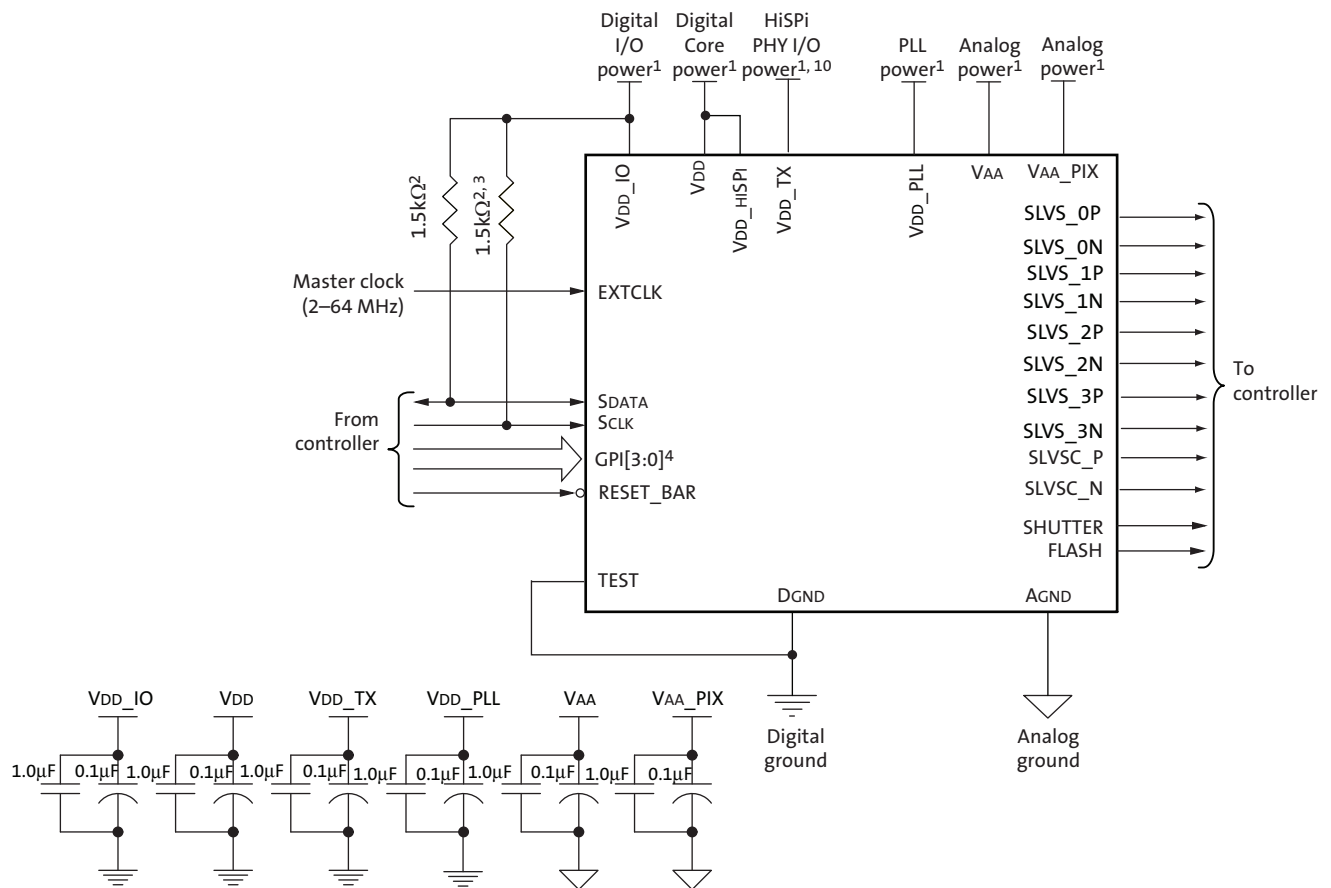 Digital
I/O
power1
Digital
Core
power1
HiSPi
PHY I/O
power1, 10
PLL
power1
Analog
power1
Analog
power1
1.5kΩ2
1.5kΩ2, 3
VDD_IO
VDD
VDD_HiSPi
VDD_TX
VDD_PLL
VAA
VAA_PIX
Master clock
(2–64 MHz)
EXTCLK
From
controller
SDATA
SCLK
GPI[3:0]4
RESET_BAR
TEST
SLVS_0P
SLVS_0N
SLVS_1P
SLVS_1N
SLVS_2P
SLVS_2N
SLVS_3P
SLVS_3N
SLVSC_P
SLVSC_N
SHUTTER
FLASH
To
controller
DGND
AGND
Digital
ground
Analog
ground
VDD_IO
VDD
VDD_TX
VDD_PLL
VAA
VAA_PIX
1.0μF 0.1μF 1.0μF 0.1μF 1.0μF 0.1μF 1.0μF 0.1μF 1.0μF 0.1μF 1.0μF 0.1μF